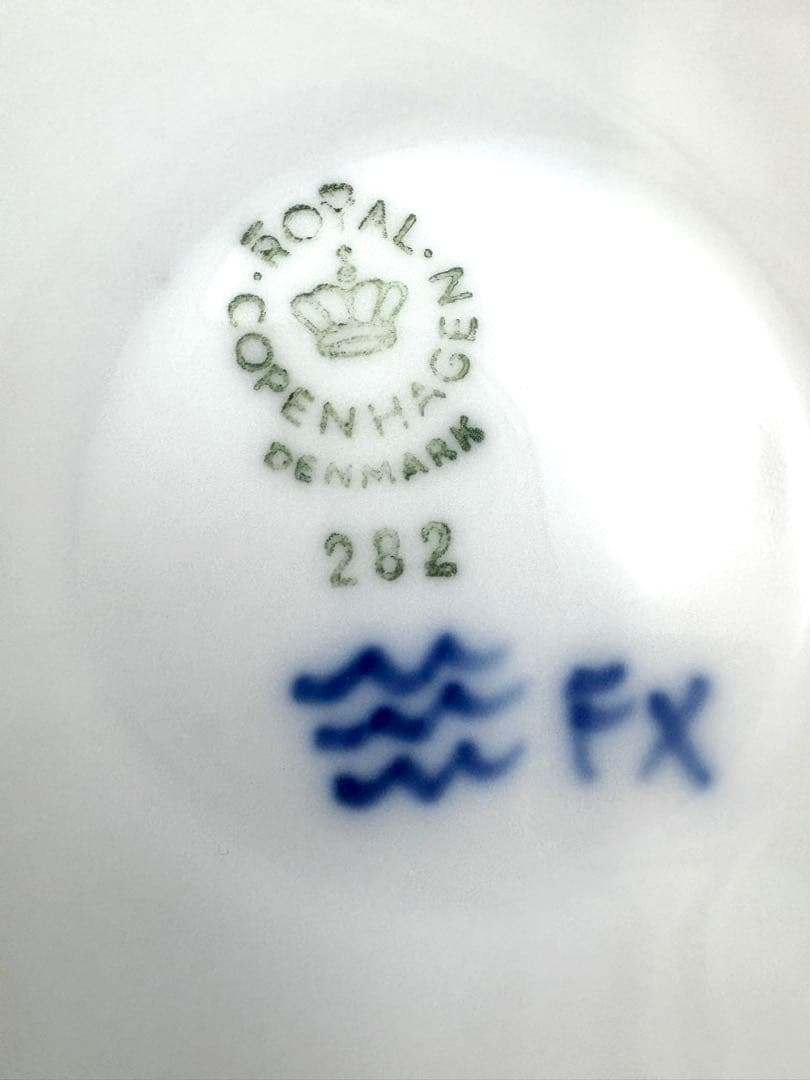 ROYAL
COPENHAGEN
DENMARK
282
FX